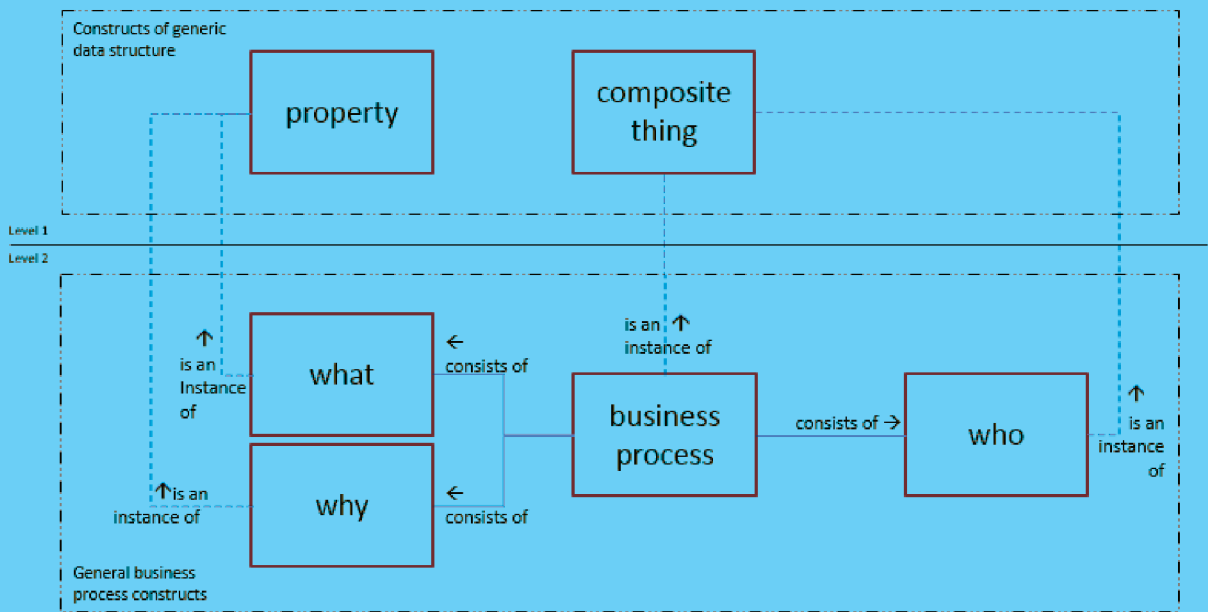 Constructs of generic
data structure
property
composite
thing
Level 1
Level 2
↑
is an
Instance
of
what
←
consists of
is an ↑
instance of
business
process
consists of →
who
↑
is an
instance
of
↑is an
instance of
why
←
consists of
General business
process constructs